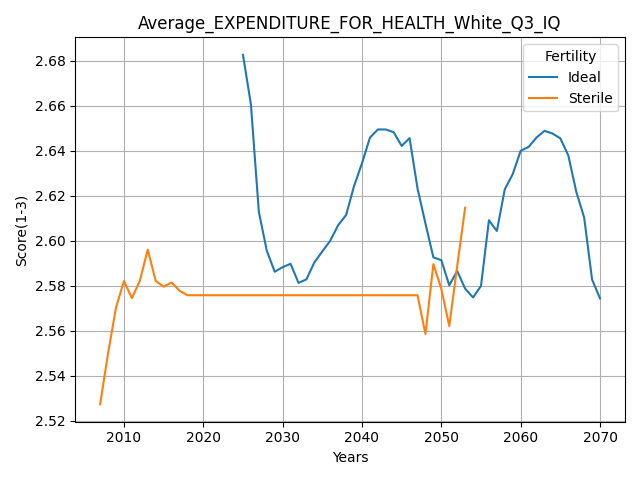 Average_EXPENDITURE_FOR_HEALTH_White_Q3_IQ
Fertility
Ideal
Sterile
Score(1-3)
2.68
2.66
2.64
2.62
2.60
2.58
2.56
2.54
2.52
2010 2020 2030 2040 2050 2060 2070
Years